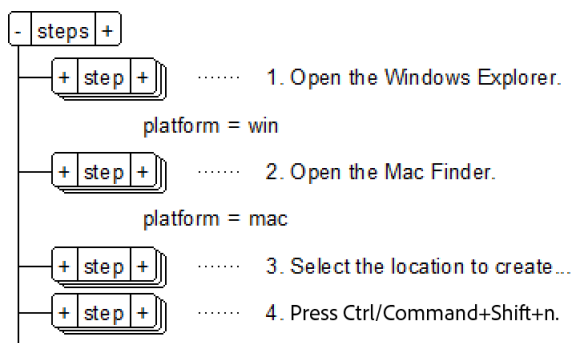 - steps +
+ step + ....... 1. Open the Windows Explorer.
platform = win
+ step + ....... 2. Open the Mac Finder.
platform = mac
+ step + ....... 3. Select the location to create...
+ step + ....... 4. Press Ctrl/Command+Shift+n.